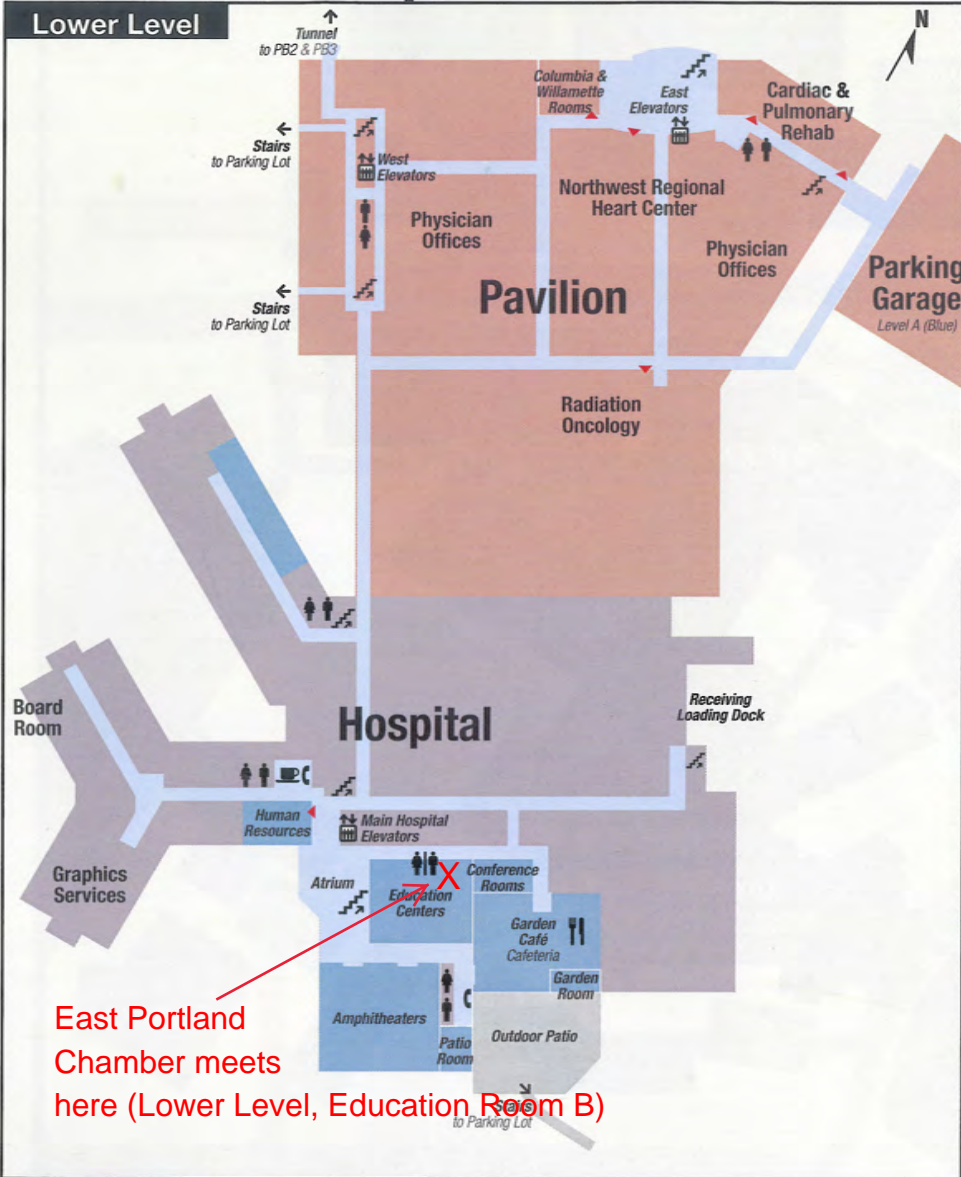 Lower Level
Tunnel
to PB2 & PB3
N
Columbia &
Willamette
Rooms
East
Elevators
Cardiac &
Pulmonary
Rehab
Stairs
to Parking Lot
West
Elevators
Physician
Offices
Northwest Regional
Heart Center
Physician
Offices
Parking
Garage
Level A (Blue)
Pavilion
Stairs
to Parking Lot
Radiation
Oncology
Board
Room
Hospital
Receiving
Loading Dock
Human
Resources
Main Hospital
Elevators
Graphics
Services
Atrium
X
Education
Centers
Conference
Rooms
Garden
Café
Cafeteria
Garden
Room
Amphitheaters
Patio
Room
Outdoor Patio
East Portland
Chamber meets
here (Lower Level, Education Room B)
Stairs
to Parking Lot